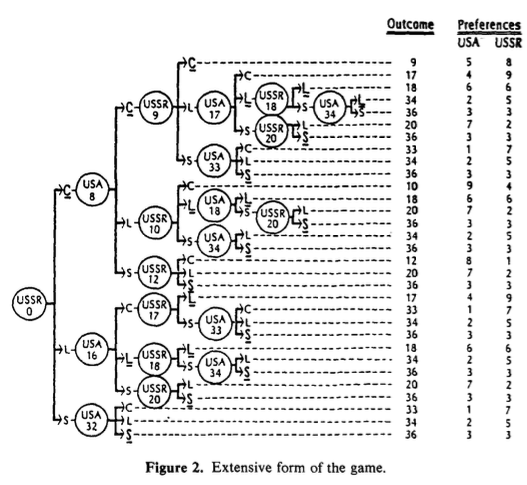 Outcome Preferences
USA USSR
C 9 5 8
C 17 4 9
C USSR 9 L USA 17 L USSR 18 L 18 6 6
S USA 34 L 34 2 5
S 36 3 3
S USSR 20 L 20 7 2
S 36 3 3
C 33 1 7
S USA 33 L 34 2 5
S 36 3 3
C USA 8 C 10 9 4
L USSR 10 L USA 18 L 18 6 6
S USSR 20 L 20 7 2
S 36 3 3
S USA 34 L 34 2 5
S 36 3 3
C 12 8 1
S USSR 12 L 20 7 2
S 36 3 3
USSR 0 C USSR 17 L 17 4 9
C 33 1 7
S USA 33 L 34 2 5
S 36 3 3
L USA 16 L USSR 18 L 18 6 6
S USA 34 L 34 2 5
S 36 3 3
S USSR 20 L 20 7 2
S 36 3 3
C 33 1 7
S USA 32 L 34 2 5
S 36 3 3
Figure 2. Extensive form of the game.